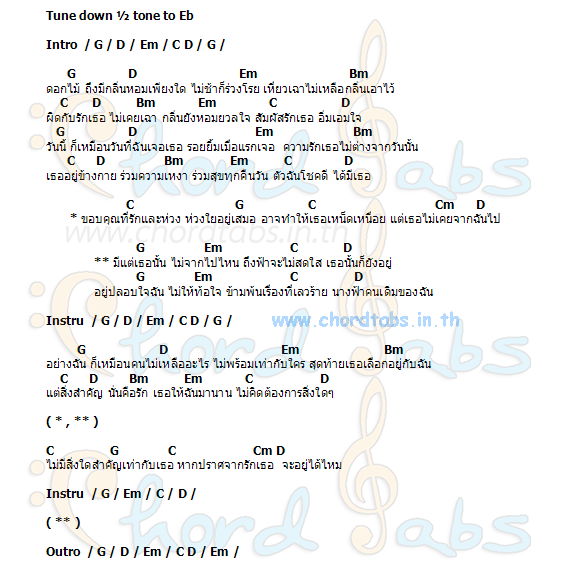 Tune down ½ tone to Eb
Intro / G / D / Em / C D / G /
G D Em Bm
ดอกไม้ ถึงมีกลิ่นหอมเพียงใด ไม่ช้าก็ร่วงโรย เหี่ยวเฉาไม่เหลือกลิ่นเอาไว้
C D Bm Em C D
ผิดกับรักเธอ ไม่เคยเฉา กลิ่นยังหอมยวลใจ สัมผัสรักเธอ อิ่มเอมใจ
G D Em Bm
วันนี้ ก็เหมือนวันที่ฉันเจอเธอ รอยยิ้มเมื่อแรกเจอ ความรักเธอไม่ต่างจากวันนั้น
C D Bm Em C D
เธออยู่ข้างกาย ร่วมความเหงา ร่วมสุขทุกคืนวัน ตัวฉันโชคดี ได้มีเธอ
C G C Cm D
* ขอบคุณที่รักและห่วง ห่วงใยอยู่เสมอ อาจทำให้เธอเหน็ดเหนื่อย แต่เธอไม่เคยจากฉันไป
www.chordtabs.in.th
G Em C D
** มีแต่เธอนั้น ไม่จากไปไหน ถึงฟ้าจะไม่สดใส เธอนั้นก็ยังอยู่
G Em C D
อยู่ปลอบใจฉัน ไม่ให้ท้อใจ ข้ามพ้นเรื่องที่เลวร้าย นางฟ้าคนเดิมของฉัน
Instru / G / D / Em / C D / G /
www.chordtabs.in.th
G D Em Bm
อย่างฉัน ก็เหมือนคนไม่เหลืออะไร ไม่พร้อมเท่ากับใคร สุดท้ายเธอเลือกอยู่กับฉัน
C D Bm Em C D
แต่สิ่งสำคัญ นั่นคือรัก เธอให้ฉันมานาน ไม่คิดต้องการสิ่งใดๆ
( * , ** )
C G C Cm D
ไม่มีสิ่งใดสำคัญเท่ากับเธอ หากปราศจากรักเธอ จะอยู่ได้ไหม
Instru / G / Em / C / D /
( ** )
Outro / G / D / Em / C D / Em /